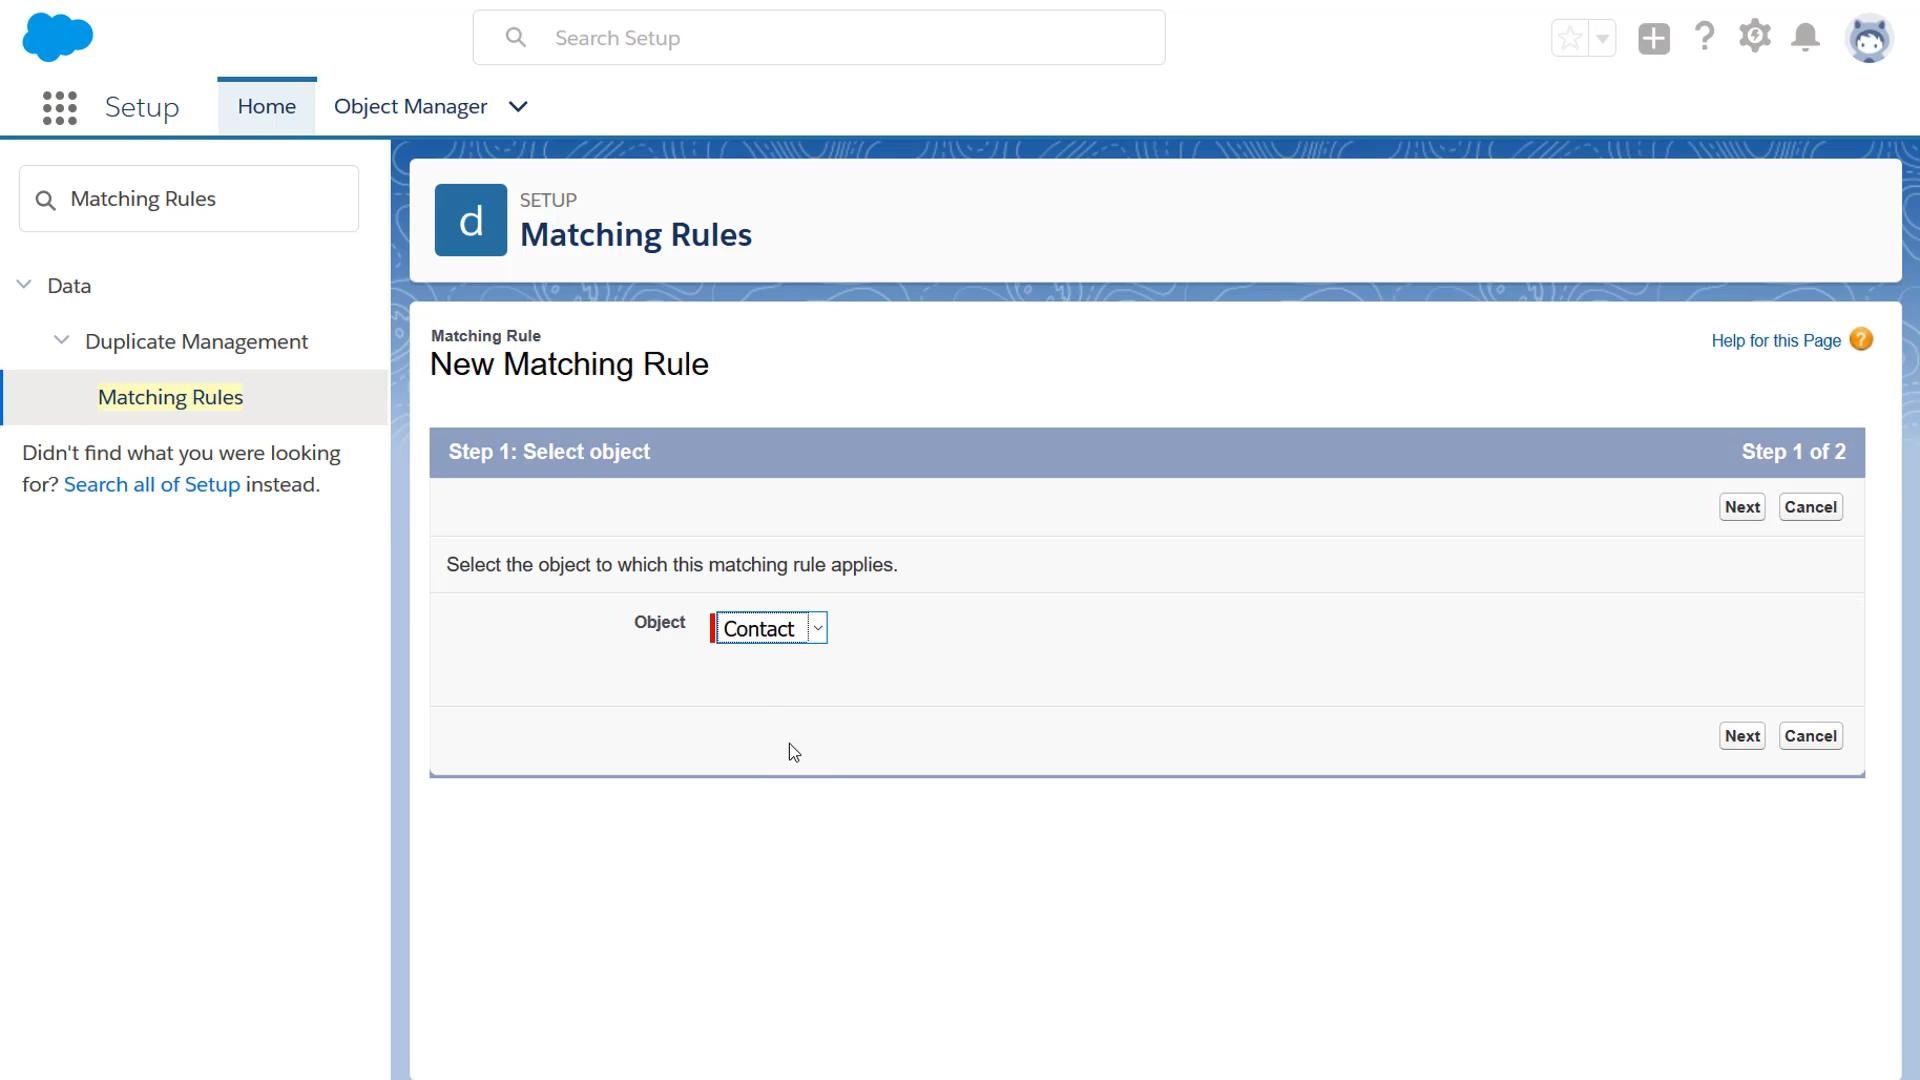 Search Setup
Setup
Home
Object Manager
Matching Rules
Data
Duplicate Management
Matching Rules
Didn't find what you were looking
for? Search all of Setup instead.
d
SETUP
Matching Rules
Matching Rule
New Matching Rule
Help for this Page ?
Step 1: Select object
Step 1 of 2
Next
Cancel
Select the object to which this matching rule applies.
Object
Contact
Next
Cancel